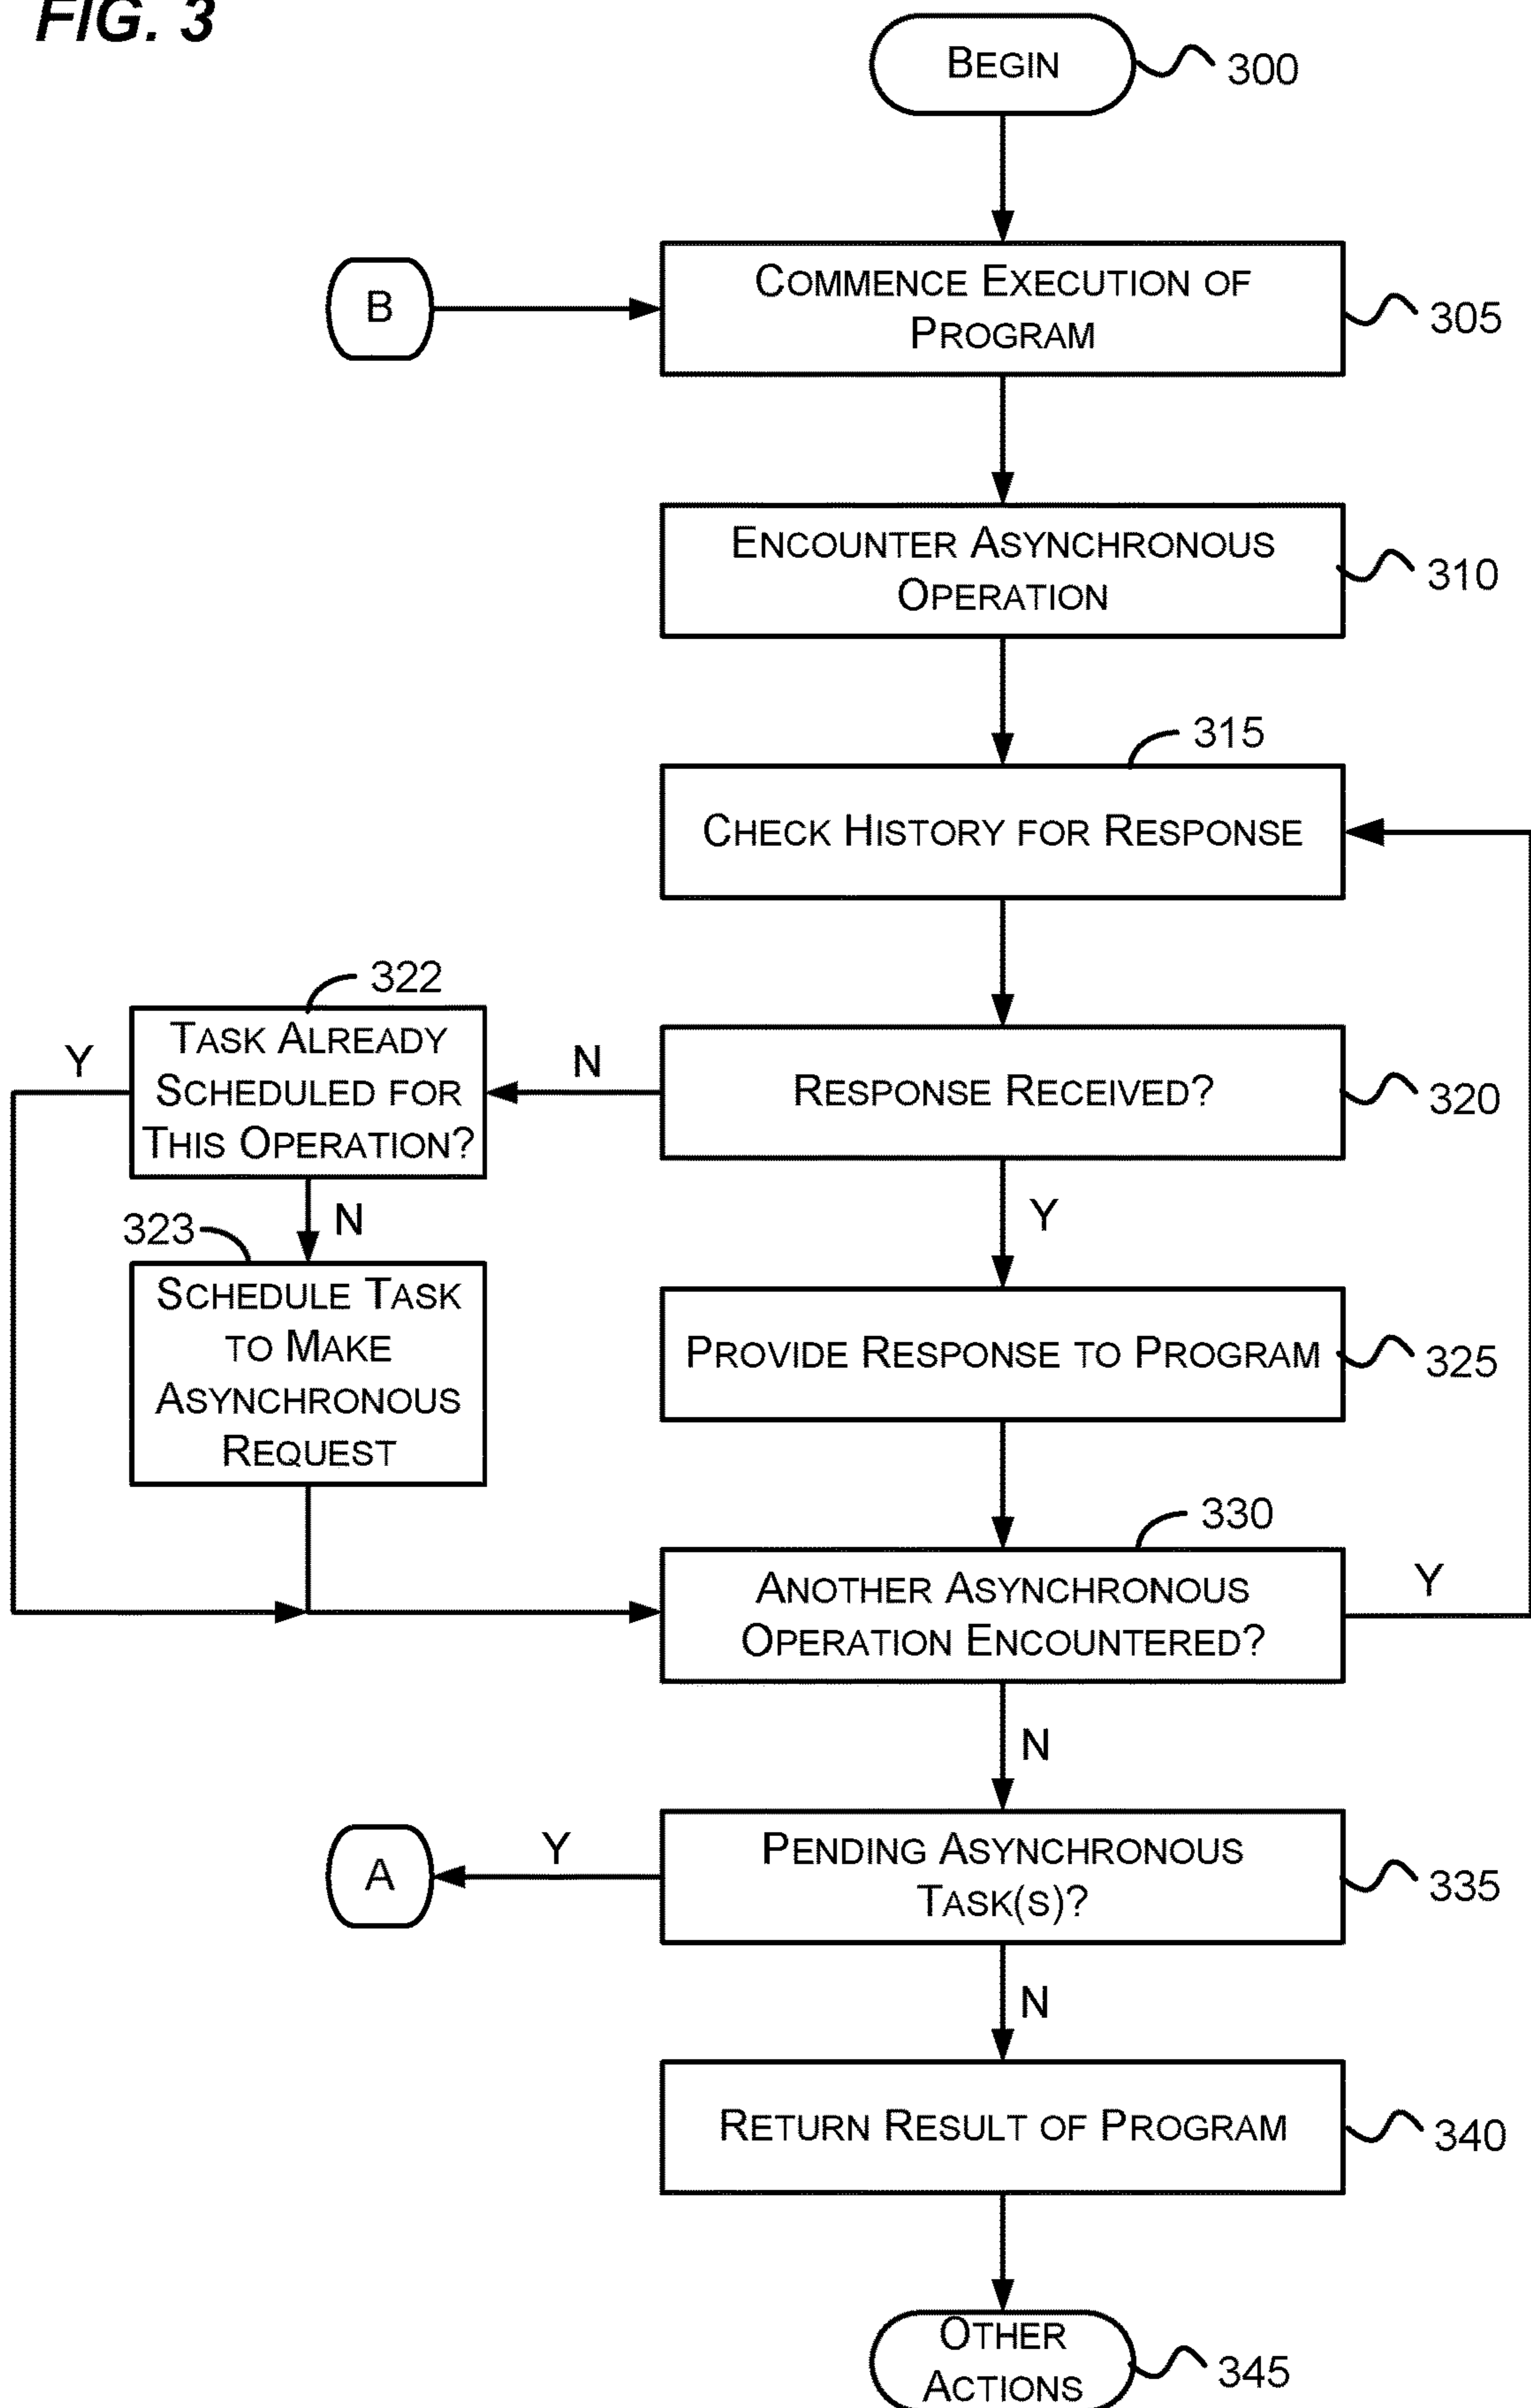 FIG. 3
BEGIN
300
B
COMMENCE EXECUTION OF
PROGRAM
305
ENCOUNTER ASYNCHRONOUS
OPERATION
310
315
CHECK HISTORY FOR RESPONSE
322
TASK ALREADY
SCHEDULED FOR
THIS OPERATION?
Y
N
RESPONSE RECEIVED?
320
N
Y
323
SCHEDULE TASK
TO MAKE
ASYNCHRONOUS
REQUEST
PROVIDE RESPONSE TO PROGRAM
325
330
ANOTHER ASYNCHRONOUS
OPERATION ENCOUNTERED?
Y
N
A
Y
PENDING ASYNCHRONOUS
TASK(S)?
335
N
RETURN RESULT OF PROGRAM
340
OTHER
ACTIONS
345